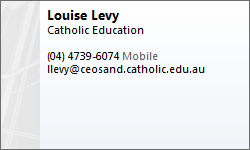 Louise Levy
Catholic Education
(04) 4739-6074 Mobile
llevy@ceosand.catholic.edu.au